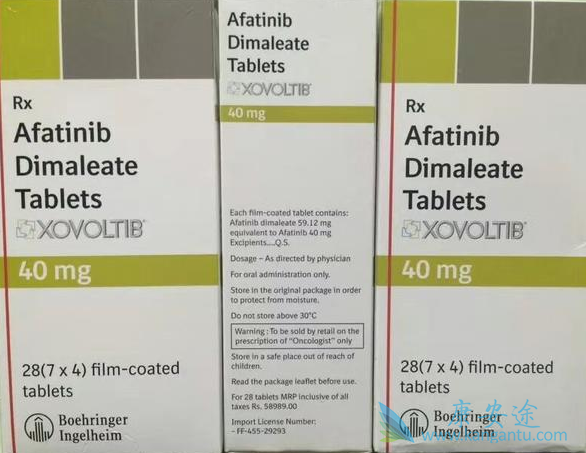 Rx
Afatinib
Dimaleate
Tablets
XOVOLTIB®
40 mg
28(7 x 4) film-coated
tablets
Boehringer
Ingelheim
Afatinib
Dimaleate
Tablets
XOVOLTIB®
40 mg
Each film-coated tablet contains:
Afatinib dimaleate 59.12 mg
equivalent to Afatinib 40 mg
Excipients....Q.S.
Dosage – As directed by physician
For oral administration only.
Store in the original package in order
to protect from moisture.
Do not store above 30°C
Warning : To be sold by retail on the
prescription of "Oncologist" only
Store in a safe place out of reach of
children.
Read the package leaflet before use.
For 28 tablets MRP inclusive of all
taxes Rs. 58989.00
Import License Number:
- FF-455-29293
Rx
Afatinib
Dimaleate
Tablets
XOVOLTIB®
40 mg
28(7 x 4) film-coated
tablets
Boehringer
Ingelheim
康安途
www.kangantu.com